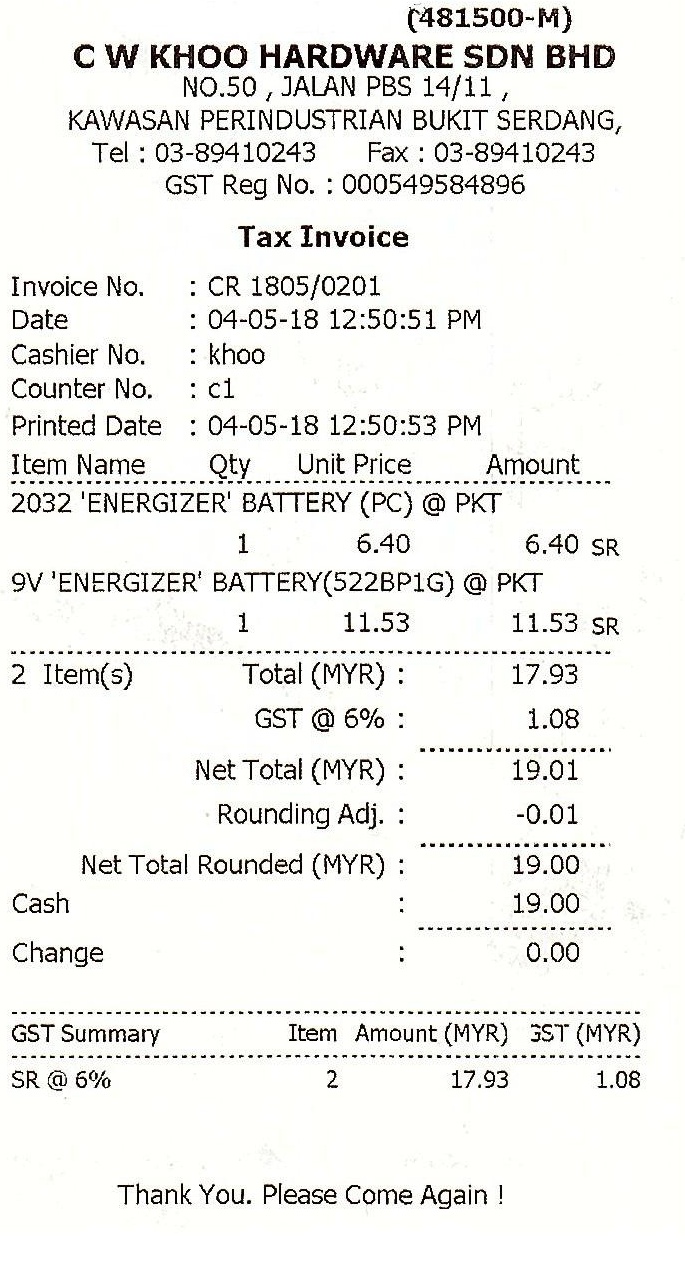 (481500-M)
C W KHOO HARDWARE SDN BHD
NO.50 , JALAN PBS 14/11 ,
KAWASAN PERINDUSTRIAN BUKIT SERDANG,
Tel : 03-89410243 Fax : 03-89410243
GST Reg No. : 000549584896
Tax Invoice
Invoice No. : CR 1805/0201
Date : 04-05-18 12:50:51 PM
Cashier No. : khoo
Counter No. : c1
Printed Date : 04-05-18 12:50:53 PM
Item Name Qty Unit Price Amount
2032 'ENERGIZER' BATTERY (PC) @ PKT
1 6.40 6.40 SR
9V 'ENERGIZER' BATTERY(522BP1G) @ PKT
1 11.53 11.53 SR
2 Item(s) Total (MYR) : 17.93
GST @ 6% : 1.08
Net Total (MYR) : 19.01
Rounding Adj. : -0.01
Net Total Rounded (MYR) : 19.00
Cash : 19.00
Change : 0.00
GST Summary Item Amount (MYR) GST (MYR)
SR @ 6% 2 17.93 1.08
Thank You. Please Come Again !